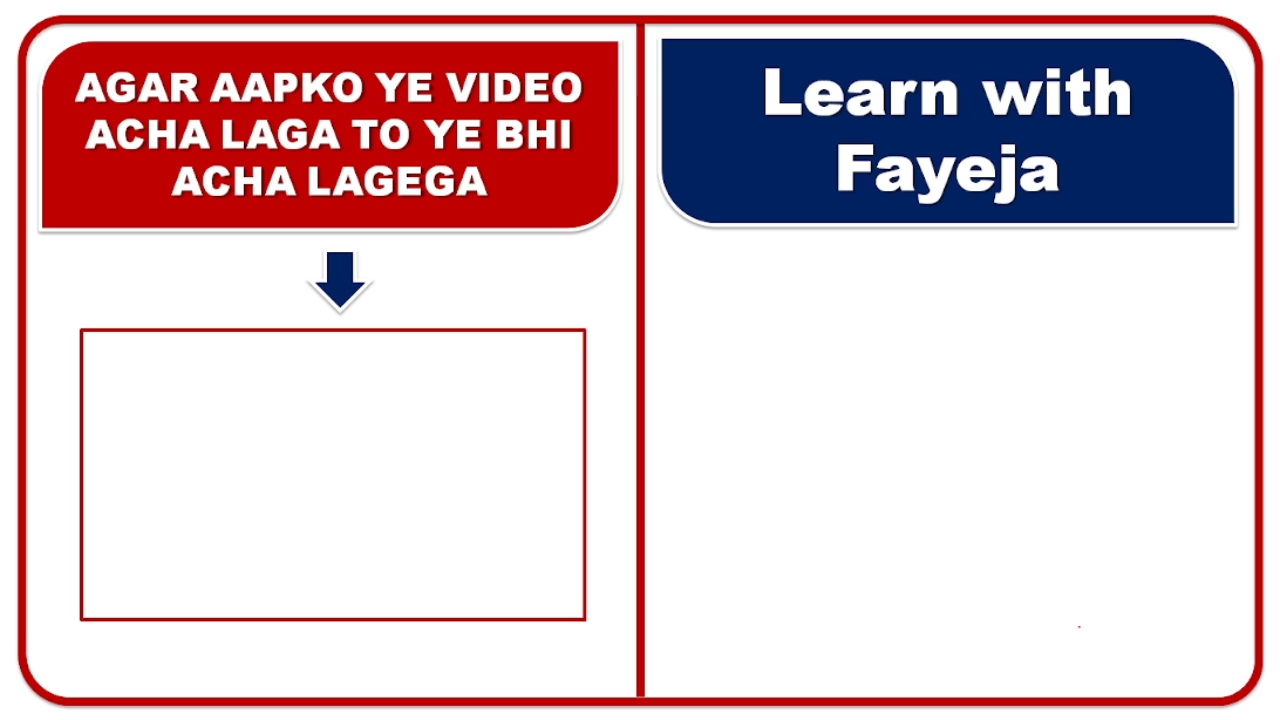 AGAR AAPKO YE VIDEO
ACHA LAGA TO YE BHI
ACHA LAGEGA
Learn with
Fayeja